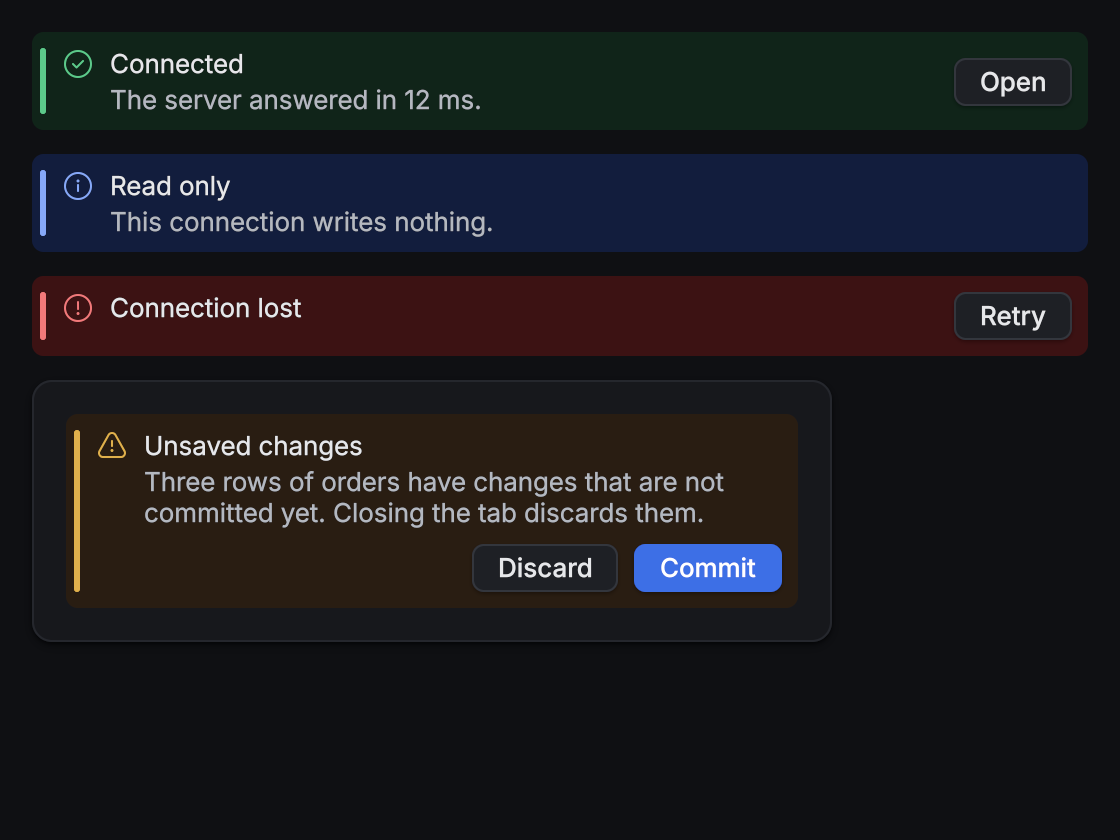 Connected
The server answered in 12 ms.
Open
Read only
This connection writes nothing.
Connection lost
Retry
Unsaved changes
Three rows of orders have changes that are not
committed yet. Closing the tab discards them.
Discard
Commit